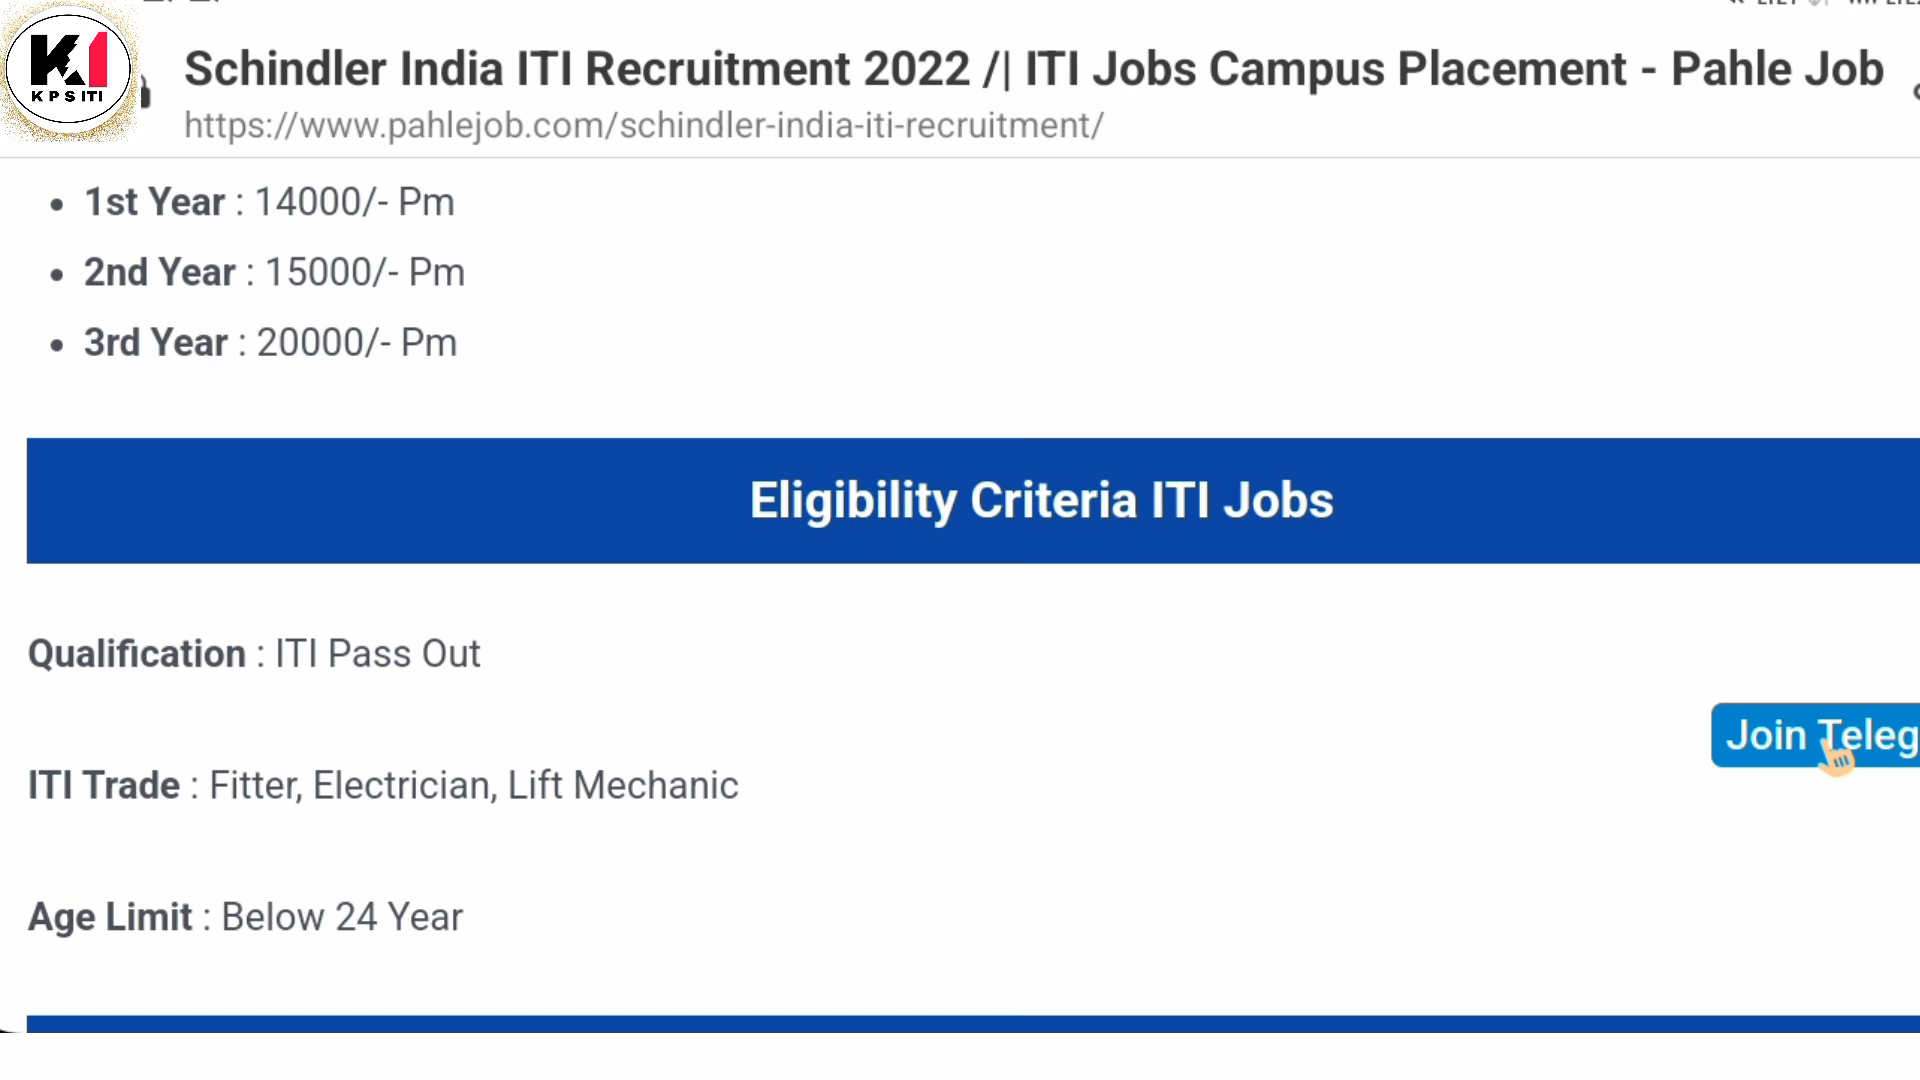 K1
KPS ITI
Schindler India ITI Recruitment 2022 /| ITI Jobs Campus Placement - Pahle Job
https://www.pahlejob.com/schindler-india-iti-recruitment/
• 1st Year : 14000/- Pm
• 2nd Year : 15000/- Pm
• 3rd Year : 20000/- Pm
Eligibility Criteria ITI Jobs
Qualification : ITI Pass Out
Join Teleg
ITI Trade : Fitter, Electrician, Lift Mechanic
Age Limit : Below 24 Year